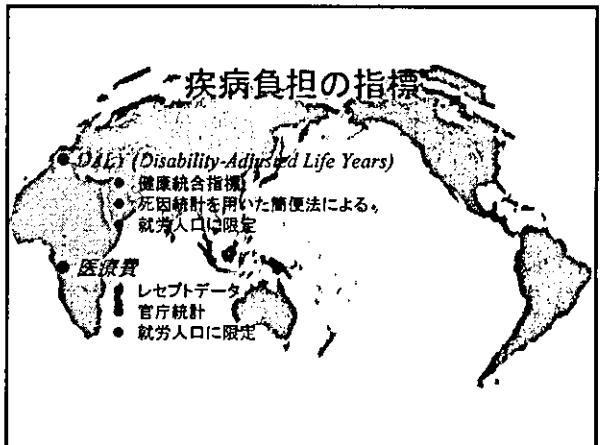 疾病負担の指標
DALY (Disability-Adjusted Life Years)
健康統合指標
死因統計を用いた簡便法による。
就労人口に限定
医療費
レセプトデータ
官庁統計
就労人口に限定